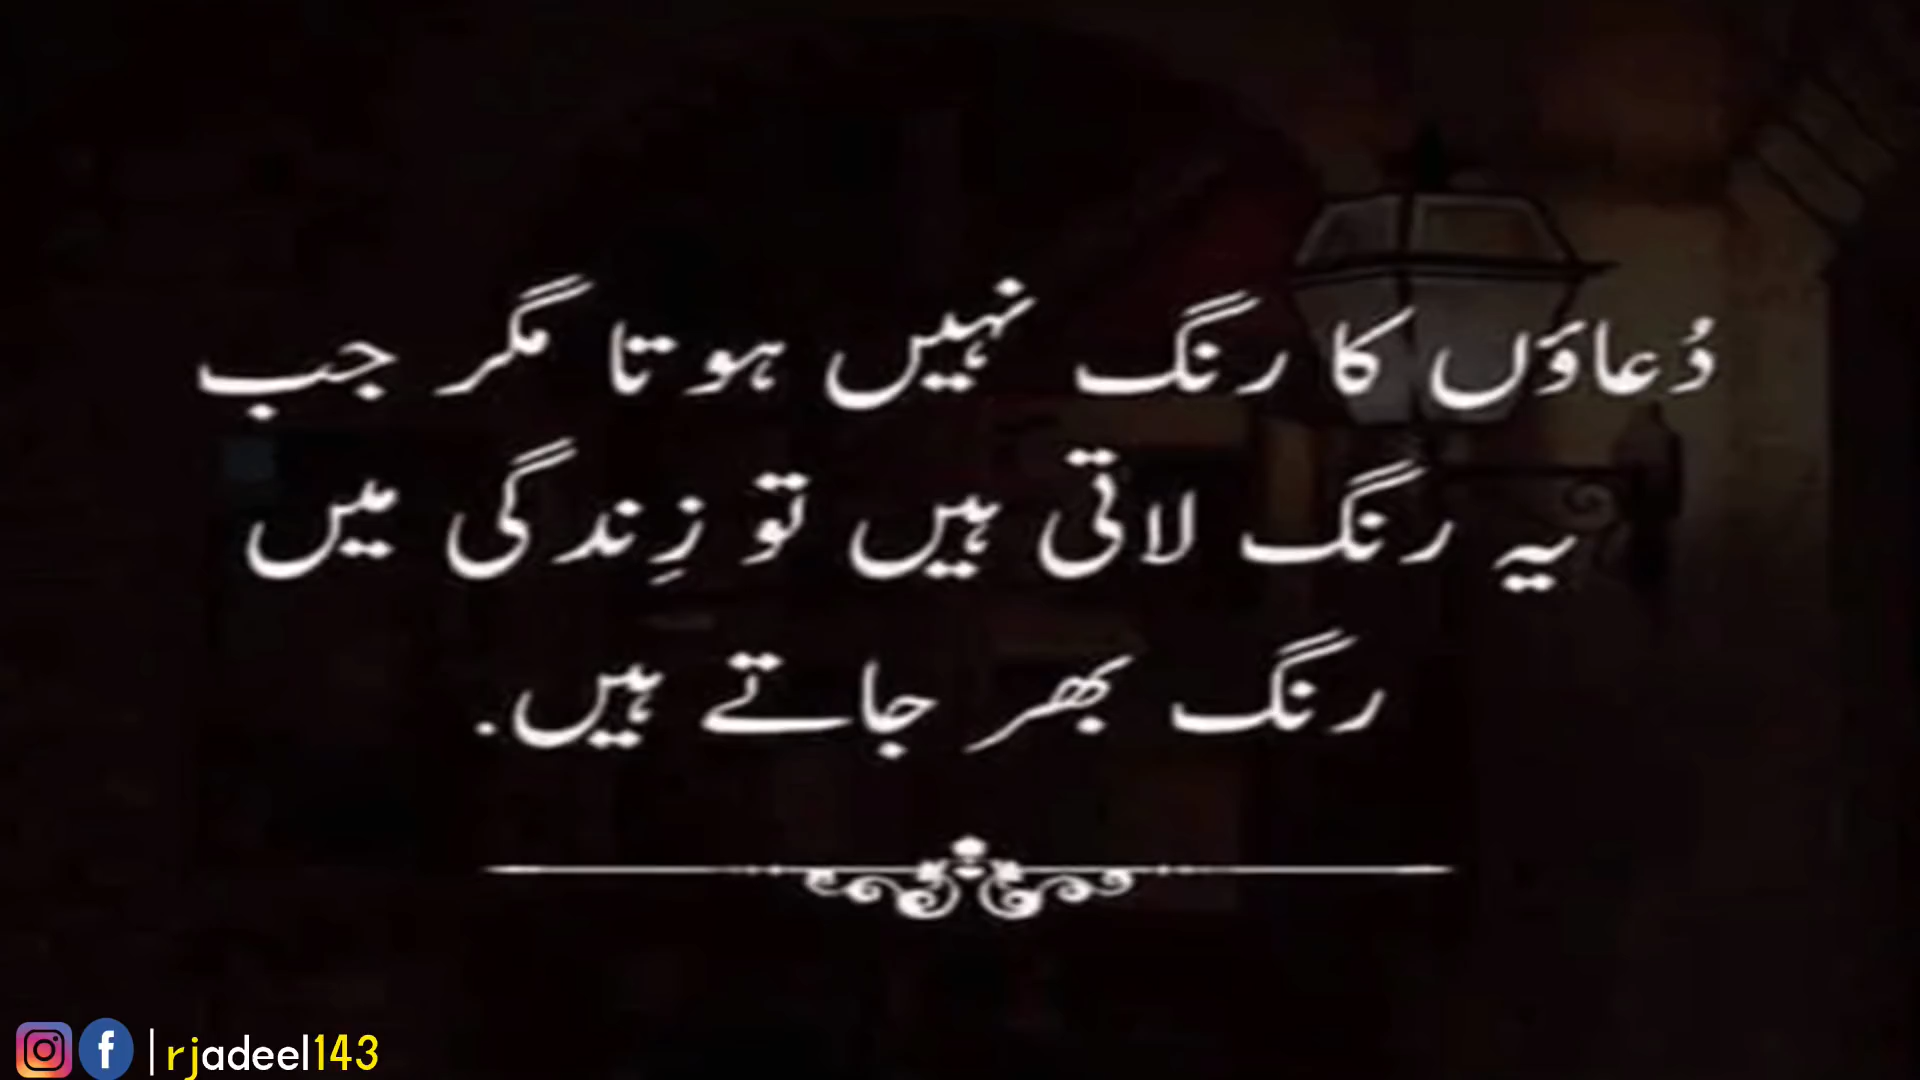 دُعاؤں کا رنگ نہیں ہوتا مگر جب
یہ رنگ لاتی ہیں تو زِندگی میں
رنگ بھر جاتے ہیں.
|rjadeel143